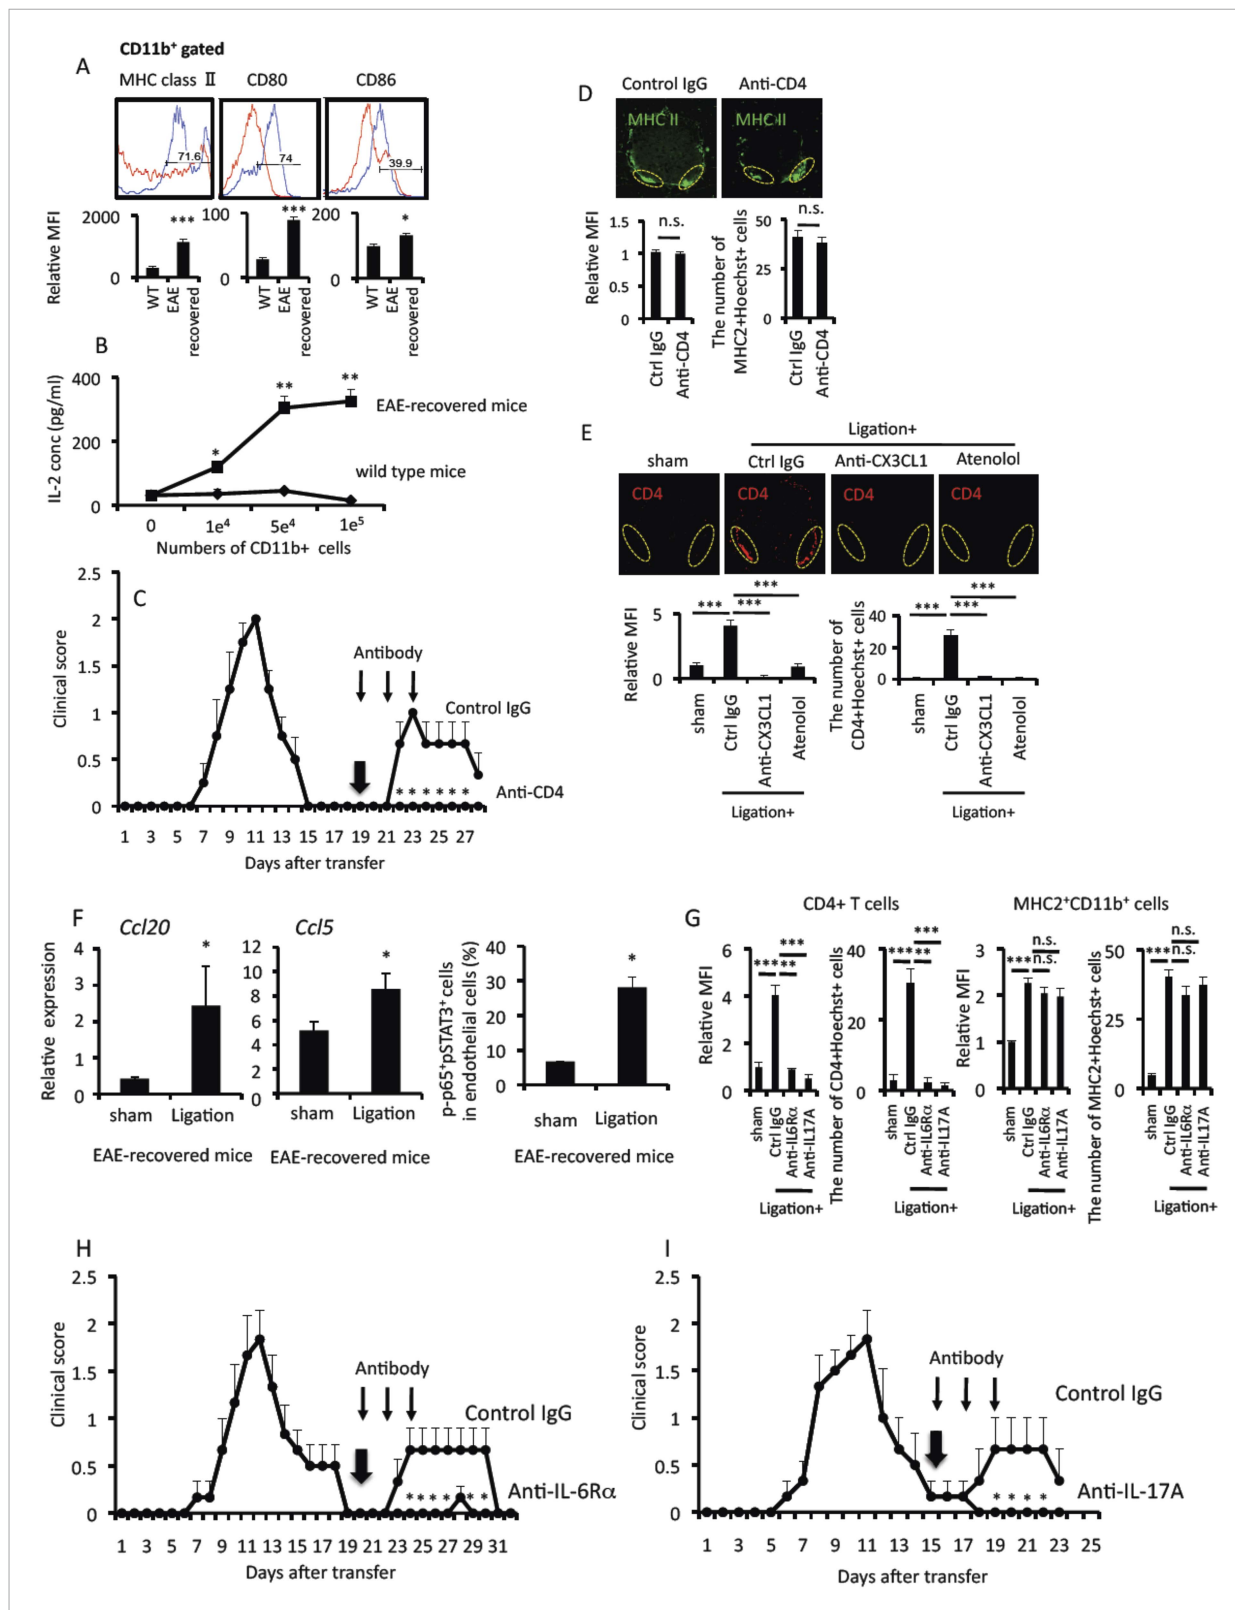 A
CD11b⁺ gated
MHC class Ⅱ
CD80
CD86
71.6
74
39.9
Relative MFI
2000
0
***
100
0
***
200
0
*
WT
EAE
recovered
WT
EAE
recovered
WT
EAE
recovered
B
IL-2 conc (pg/ml)
400
200
0
*
**
**
EAE-recovered mice
wild type mice
0
1e⁴
5e⁴
1e⁵
Numbers of CD11b+ cells
C
Clinical score
2.5
2
1.5
1
0.5
0
Antibody
Control IgG
Anti-CD4
* * * * * *
1 3 5 7 9 11 13 15 17 19 21 23 25 27
Days after transfer
D
Control IgG
Anti-CD4
MHC II
MHC II
Relative MFI
1.5
1
0.5
0
n.s.
Ctrl IgG
Anti-CD4
The number of
MHC2+Hoechst+ cells
50
25
0
n.s.
Ctrl IgG
Anti-CD4
E
Ligation+
sham
Ctrl IgG
Anti-CX3CL1
Atenolol
CD4
CD4
CD4
CD4
Relative MFI
5
0
***
***
***
sham
Ctrl IgG
Anti-CX3CL1
Atenolol
Ligation+
The number of
CD4+Hoechst+ cells
40
20
0
***
***
***
sham
Ctrl IgG
Anti-CX3CL1
Atenolol
Ligation+
F
Relative expression
Ccl20
4
3
2
1
0
*
sham
Ligation
EAE-recovered mice
Ccl5
12
10
8
6
4
2
0
*
sham
Ligation
EAE-recovered mice
p-p65⁺pSTAT3⁺ cells
in endothelial cells (%)
40
30
20
10
0
*
sham
Ligation
EAE-recovered mice
G
CD4+ T cells
MHC2⁺CD11b⁺ cells
Relative MFI
6
4
2
0
***
***
**
sham
Ctrl IgG
Anti-IL6Rα
Anti-IL17A
Ligation+
The number of CD4+Hoechst+ cells
40
20
0
***
***
**
sham
Ctrl IgG
Anti-IL6Rα
Anti-IL17A
Ligation+
Relative MFI
3
2
1
0
n.s.
***
n.s.
sham
Ctrl IgG
Anti-IL6Rα
Anti-IL17A
Ligation+
The number of MHC2+Hoechst+ cells
50
25
0
n.s.
***
n.s.
sham
Ctrl IgG
Anti-IL6Rα
Anti-IL17A
Ligation+
H
Clinical score
2.5
2
1.5
1
0.5
0
Antibody
Control IgG
Anti-IL-6Rα
* * * * * *
1 3 5 7 9 11 13 15 17 19 21 23 25 27 29 31
Days after transfer
I
Clinical score
2.5
2
1.5
1
0.5
0
Antibody
Control IgG
Anti-IL-17A
* * * *
1 3 5 7 9 11 13 15 17 19 21 23 25
Days after transfer